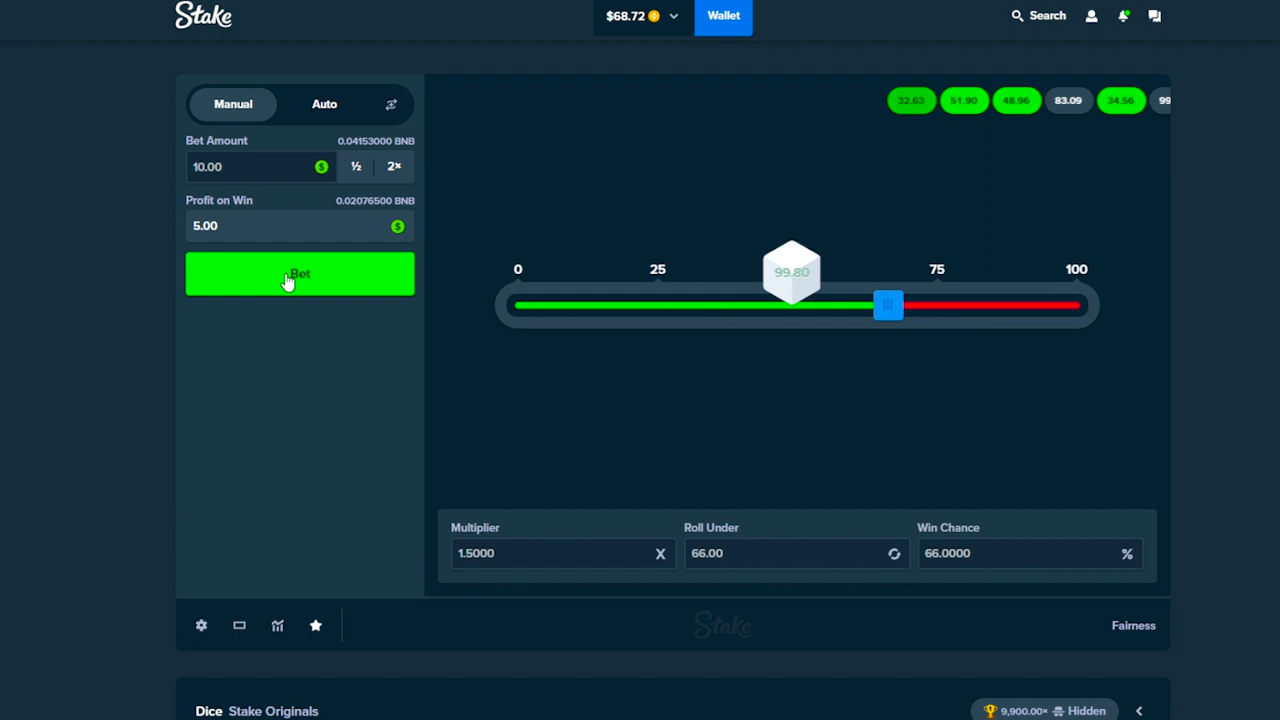 Stake
$68.72
Wallet
Search
Manual
Auto
32.63
51.90
48.96
83.09
34.56
99
Bet Amount
0.04153000 BNB
10.00
½
2×
Profit on Win
0.02076500 BNB
5.00
Bet
0
25
99.80
75
100
Multiplier
Roll Under
Win Chance
1.5000
66.00
66.0000
%
Stake
Fairness
Dice Stake Originals
9,900.00×
Hidden